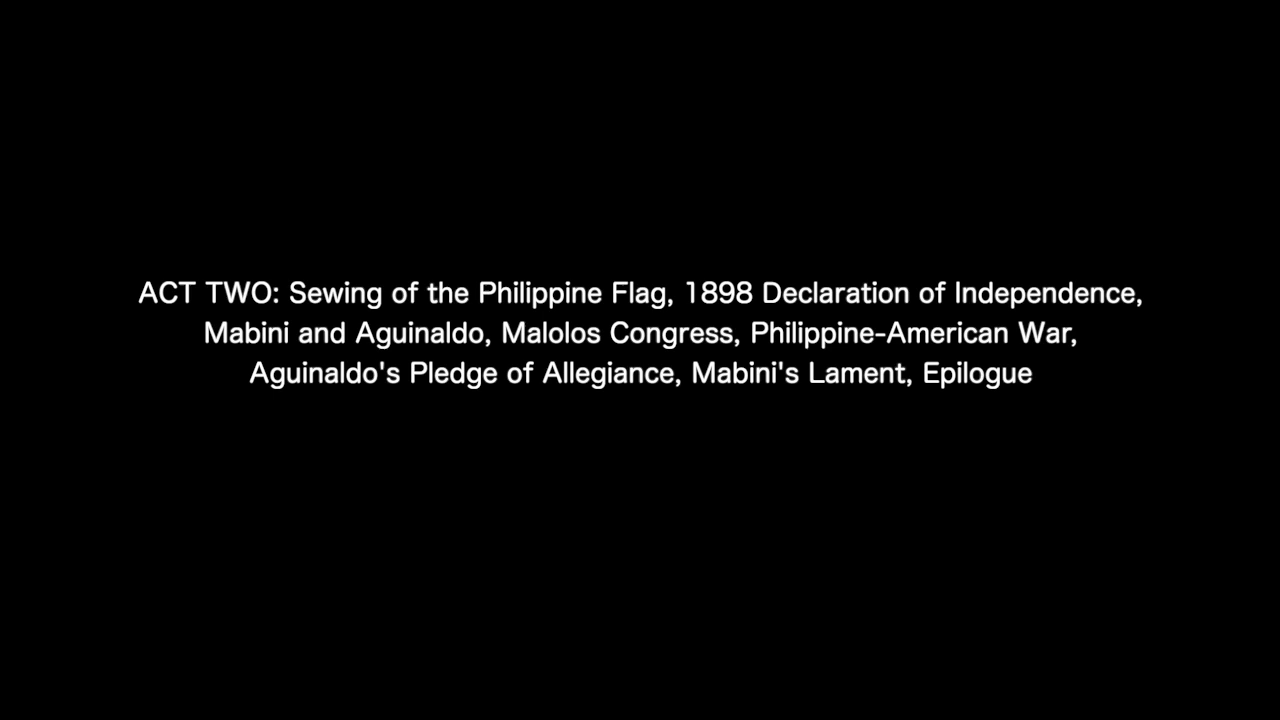 ACT TWO: Sewing of the Philippine Flag, 1898 Declaration of Independence,
Mabini and Aguinaldo, Malolos Congress, Philippine-American War,
Aguinaldo's Pledge of Allegiance, Mabini's Lament, Epilogue